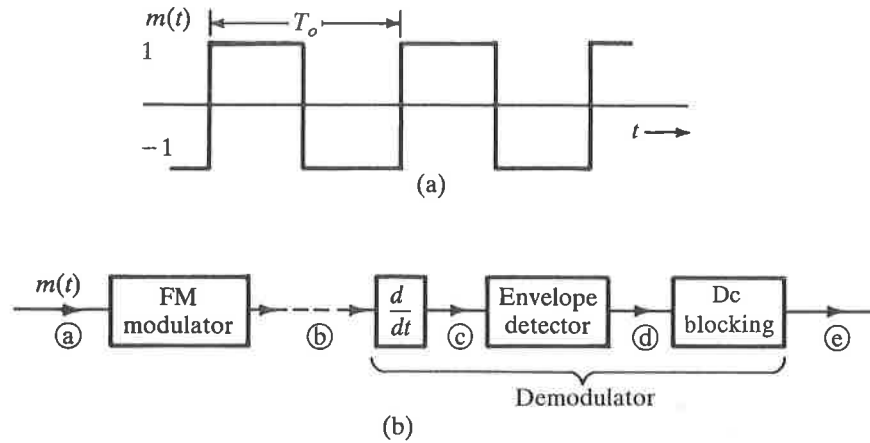 m(t)
T_o
1
t
−1
(a)
m(t)
FM modulator
d/dt
Envelope detector
Dc blocking
ⓐ
ⓑ
ⓒ
ⓓ
ⓔ
Demodulator
(b)